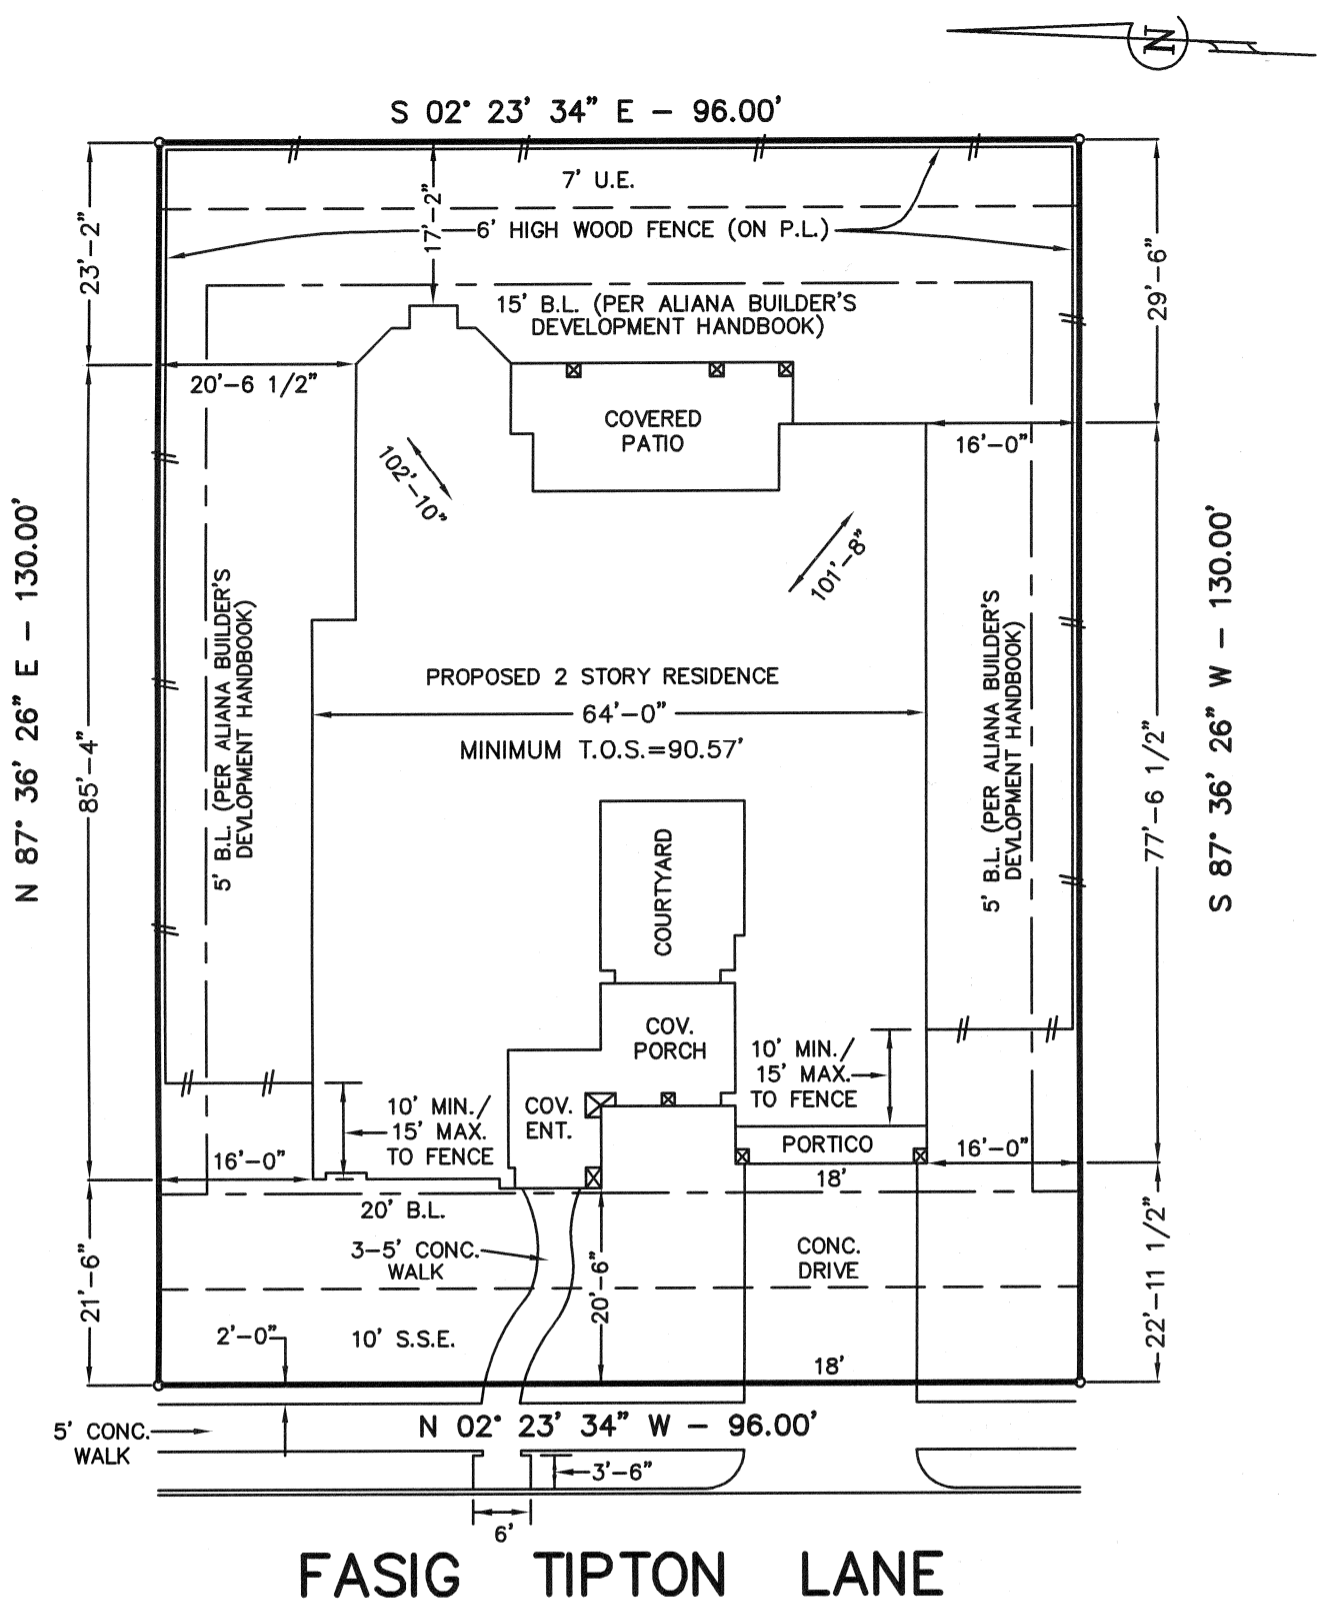 N
S 02° 23' 34" E - 96.00'
7' U.E.
6' HIGH WOOD FENCE (ON P.L.)
17'-2"
23'-2"
29'-6"
15' B.L. (PER ALIANA BUILDER'S
DEVELOPMENT HANDBOOK)
20'-6 1/2"
COVERED
PATIO
16'-0"
102'-10"
101'-8"
N 87° 36' 26" E - 130.00'
S 87° 36' 26" W - 130.00'
5' B.L. (PER ALIANA BUILDER'S
DEVLOPMENT HANDBOOK)
5' B.L. (PER ALIANA BUILDER'S
DEVLOPMENT HANDBOOK)
PROPOSED 2 STORY RESIDENCE
64'-0"
MINIMUM T.O.S.=90.57'
85'-4"
77'-6 1/2"
COURTYARD
COV.
PORCH
10' MIN./
15' MAX.
TO FENCE
10' MIN./
15' MAX.
TO FENCE
COV.
ENT.
PORTICO
16'-0"
16'-0"
18'
20' B.L.
3-5' CONC.
WALK
CONC.
DRIVE
21'-6"
20'-6"
22'-11 1/2"
2'-0"
10' S.S.E.
18'
N 02° 23' 34" W - 96.00'
5' CONC.
WALK
3'-6"
6'
FASIG TIPTON LANE